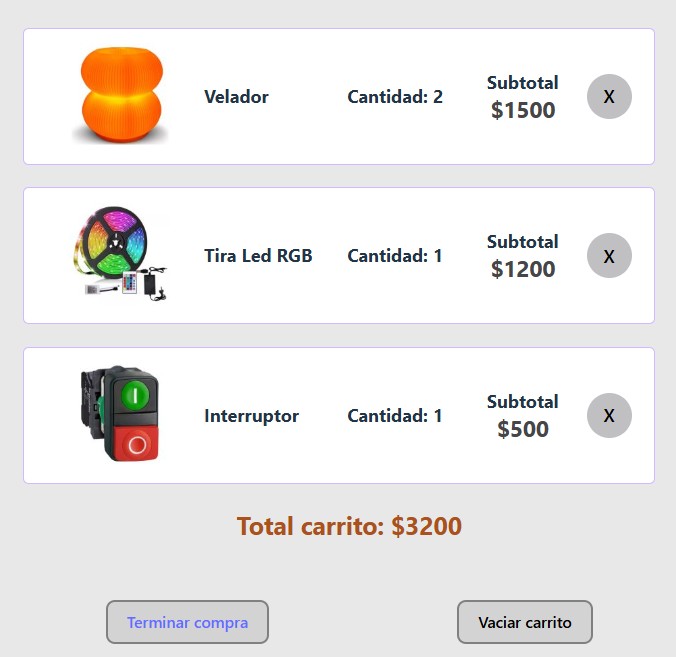 Velador
Cantidad: 2
Subtotal
$1500
X
Tira Led RGB
Cantidad: 1
Subtotal
$1200
X
Interruptor
Cantidad: 1
Subtotal
$500
X
Total carrito: $3200
Terminar compra
Vaciar carrito